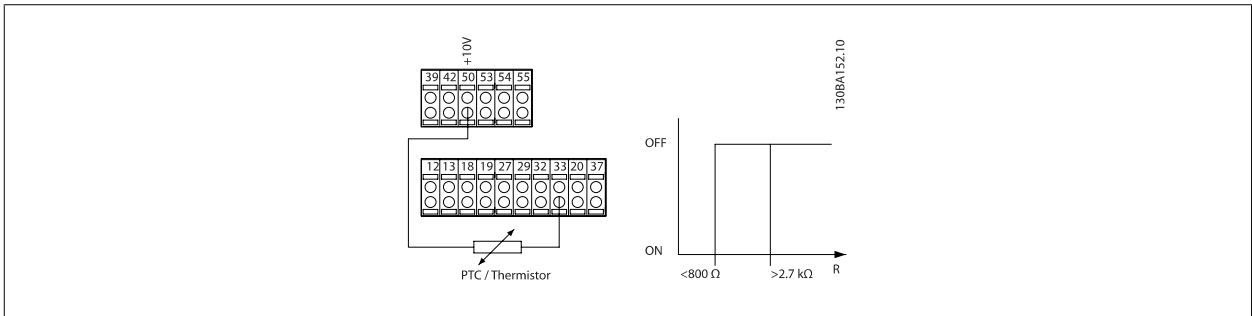 +10V
39 42 50 53 54 55
12 13 18 19 27 29 32 33 20 37
PTC / Thermistor
130BA152.10
OFF
ON
<800 Ω
>2.7 kΩ
R